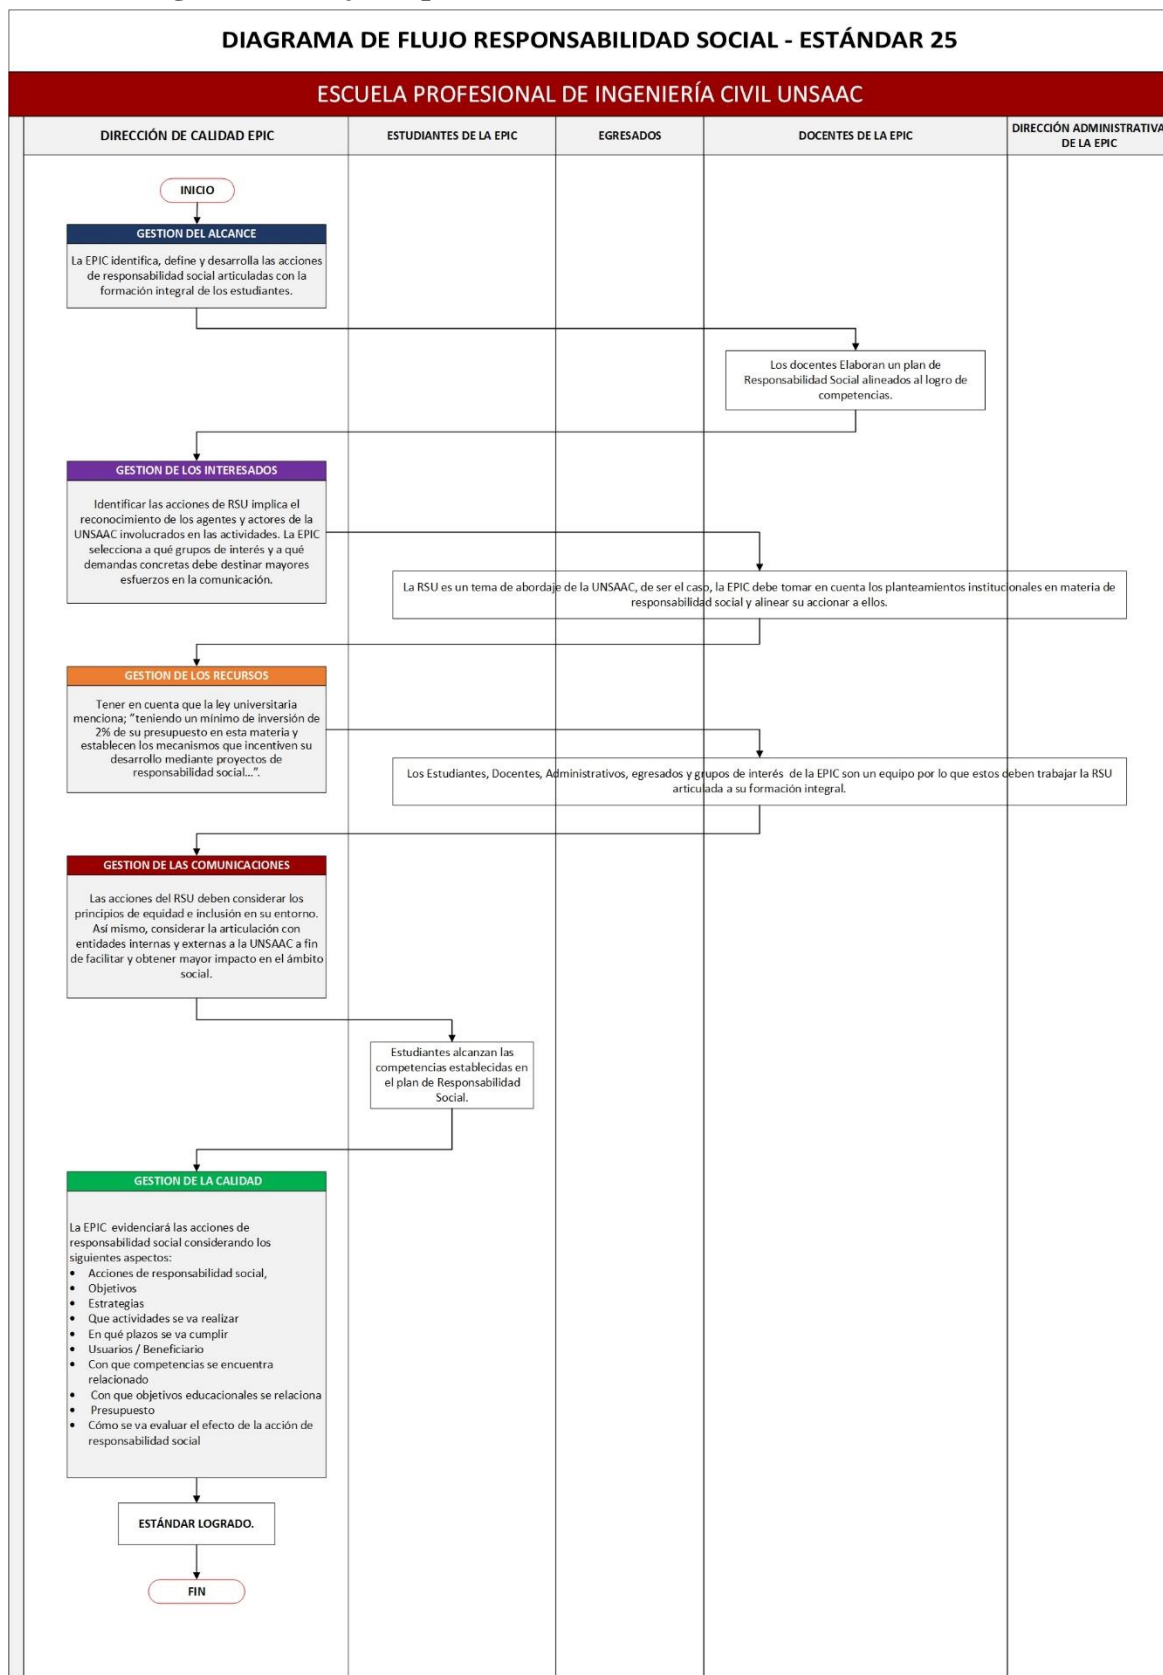 DIAGRAMA DE FLUJO RESPONSABILIDAD SOCIAL - ESTÁNDAR 25
ESCUELA PROFESIONAL DE INGENIERÍA CIVIL UNSAAC
DIRECCIÓN DE CALIDAD EPIC
ESTUDIANTES DE LA EPIC
EGRESADOS
DOCENTES DE LA EPIC
DIRECCIÓN ADMINISTRATIVA
DE LA EPIC
INICIO
GESTION DEL ALCANCE
La EPIC identifica, define y desarrolla las acciones
de responsabilidad social articuladas con la
formación integral de los estudiantes.
Los docentes Elaboran un plan de
Responsabilidad Social alineados al logro de
competencias.
GESTION DE LOS INTERESADOS
Identificar las acciones de RSU implica el
reconocimiento de los agentes y actores de la
UNSAAC involucrados en las actividades. La EPIC
selecciona a qué grupos de interés y a qué
demandas concretas debe destinar mayores
esfuerzos en la comunicación.
La RSU es un tema de abordaje de la UNSAAC, de ser el caso, la EPIC debe tomar en cuenta los planteamientos institucionales en materia de
responsabilidad social y alinear su accionar a ellos.
GESTION DE LOS RECURSOS
Tener en cuenta que la ley universitaria
menciona; “teniendo un mínimo de inversión de
2% de su presupuesto en esta materia y
establecen los mecanismos que incentiven su
desarrollo mediante proyectos de
responsabilidad social…”.
Los Estudiantes, Docentes, Administrativos, egresados y grupos de interés de la EPIC son un equipo por lo que estos deben trabajar la RSU
articulada a su formación integral.
GESTION DE LAS COMUNICACIONES
Las acciones del RSU deben considerar los
principios de equidad e inclusión en su entorno.
Así mismo, considerar la articulación con
entidades internas y externas a la UNSAAC a fin
de facilitar y obtener mayor impacto en el ámbito
social.
Estudiantes alcanzan las
competencias establecidas en
el plan de Responsabilidad
Social.
GESTION DE LA CALIDAD
La EPIC evidenciará las acciones de
responsabilidad social considerando los
siguientes aspectos:
• Acciones de responsabilidad social,
• Objetivos
• Estrategias
• Que actividades se va realizar
• En qué plazos se va cumplir
• Usuarios / Beneficiario
• Con que competencias se encuentra
relacionado
• Con que objetivos educacionales se relaciona
• Presupuesto
• Cómo se va evaluar el efecto de la acción de
responsabilidad social
ESTÁNDAR LOGRADO.
FIN